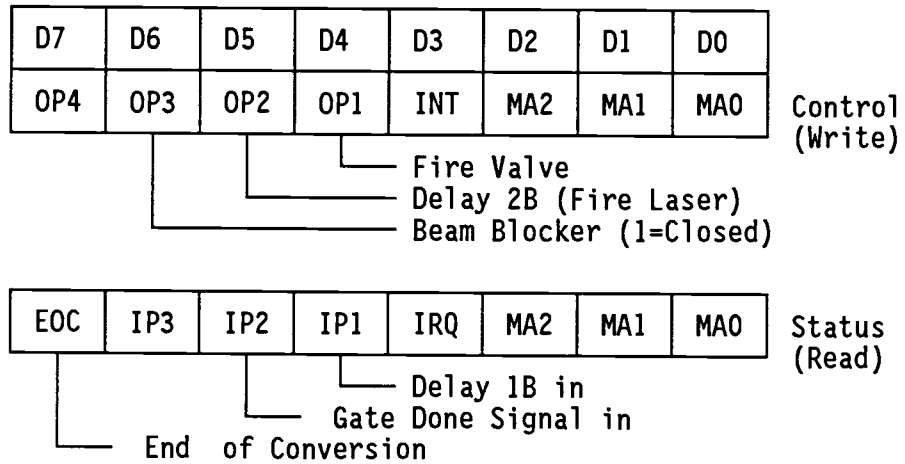 D7 D6 D5 D4 D3 D2 D1 D0
OP4 OP3 OP2 OP1 INT MA2 MA1 MA0 Control
(Write)
Fire Valve
Delay 2B (Fire Laser)
Beam Blocker (1=Closed)
EOC IP3 IP2 IP1 IRQ MA2 MA1 MA0 Status
(Read)
Delay 1B in
Gate Done Signal in
End of Conversion